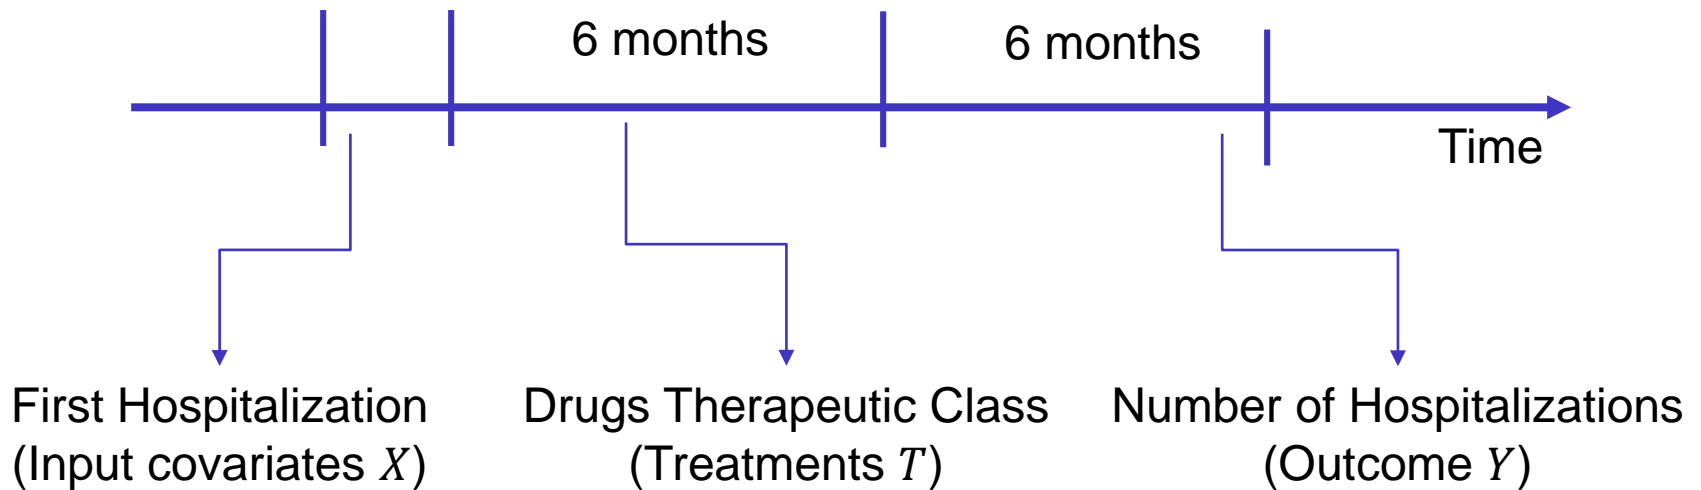 6 months
6 months
Time
First Hospitalization
(Input covariates X)
Drugs Therapeutic Class
(Treatments T)
Number of Hospitalizations
(Outcome Y)